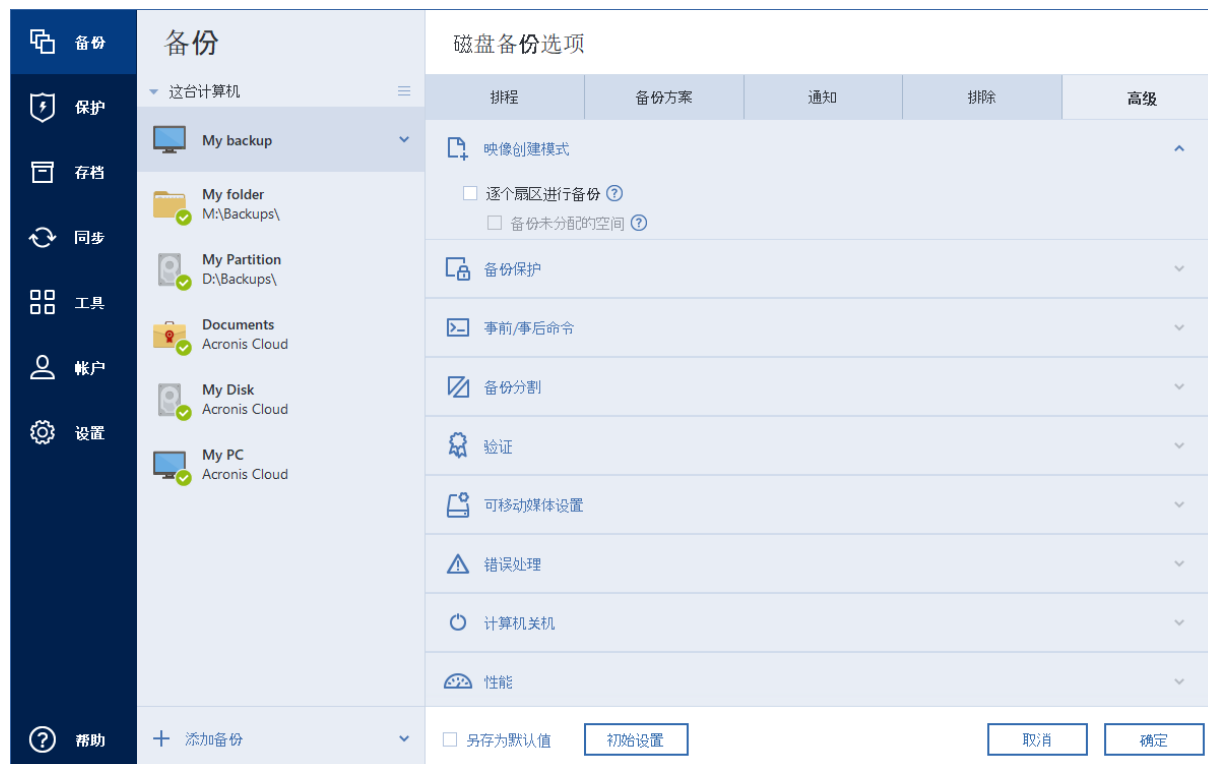 备份
保护
存档
同步
工具
帐户
设置
帮助
备份
这台计算机
My backup
My folder
M:\Backups\
My Partition
D:\Backups\
Documents
Acronis Cloud
My Disk
Acronis Cloud
My PC
Acronis Cloud
添加备份
磁盘备份选项
排程 备份方案 通知 排除 高级
映像创建模式
逐个扇区进行备份 ?
备份未分配的空间 ?
备份保护
事前/事后命令
备份分割
验证
可移动媒体设置
错误处理
计算机关机
性能
另存为默认值 初始设置 取消 确定